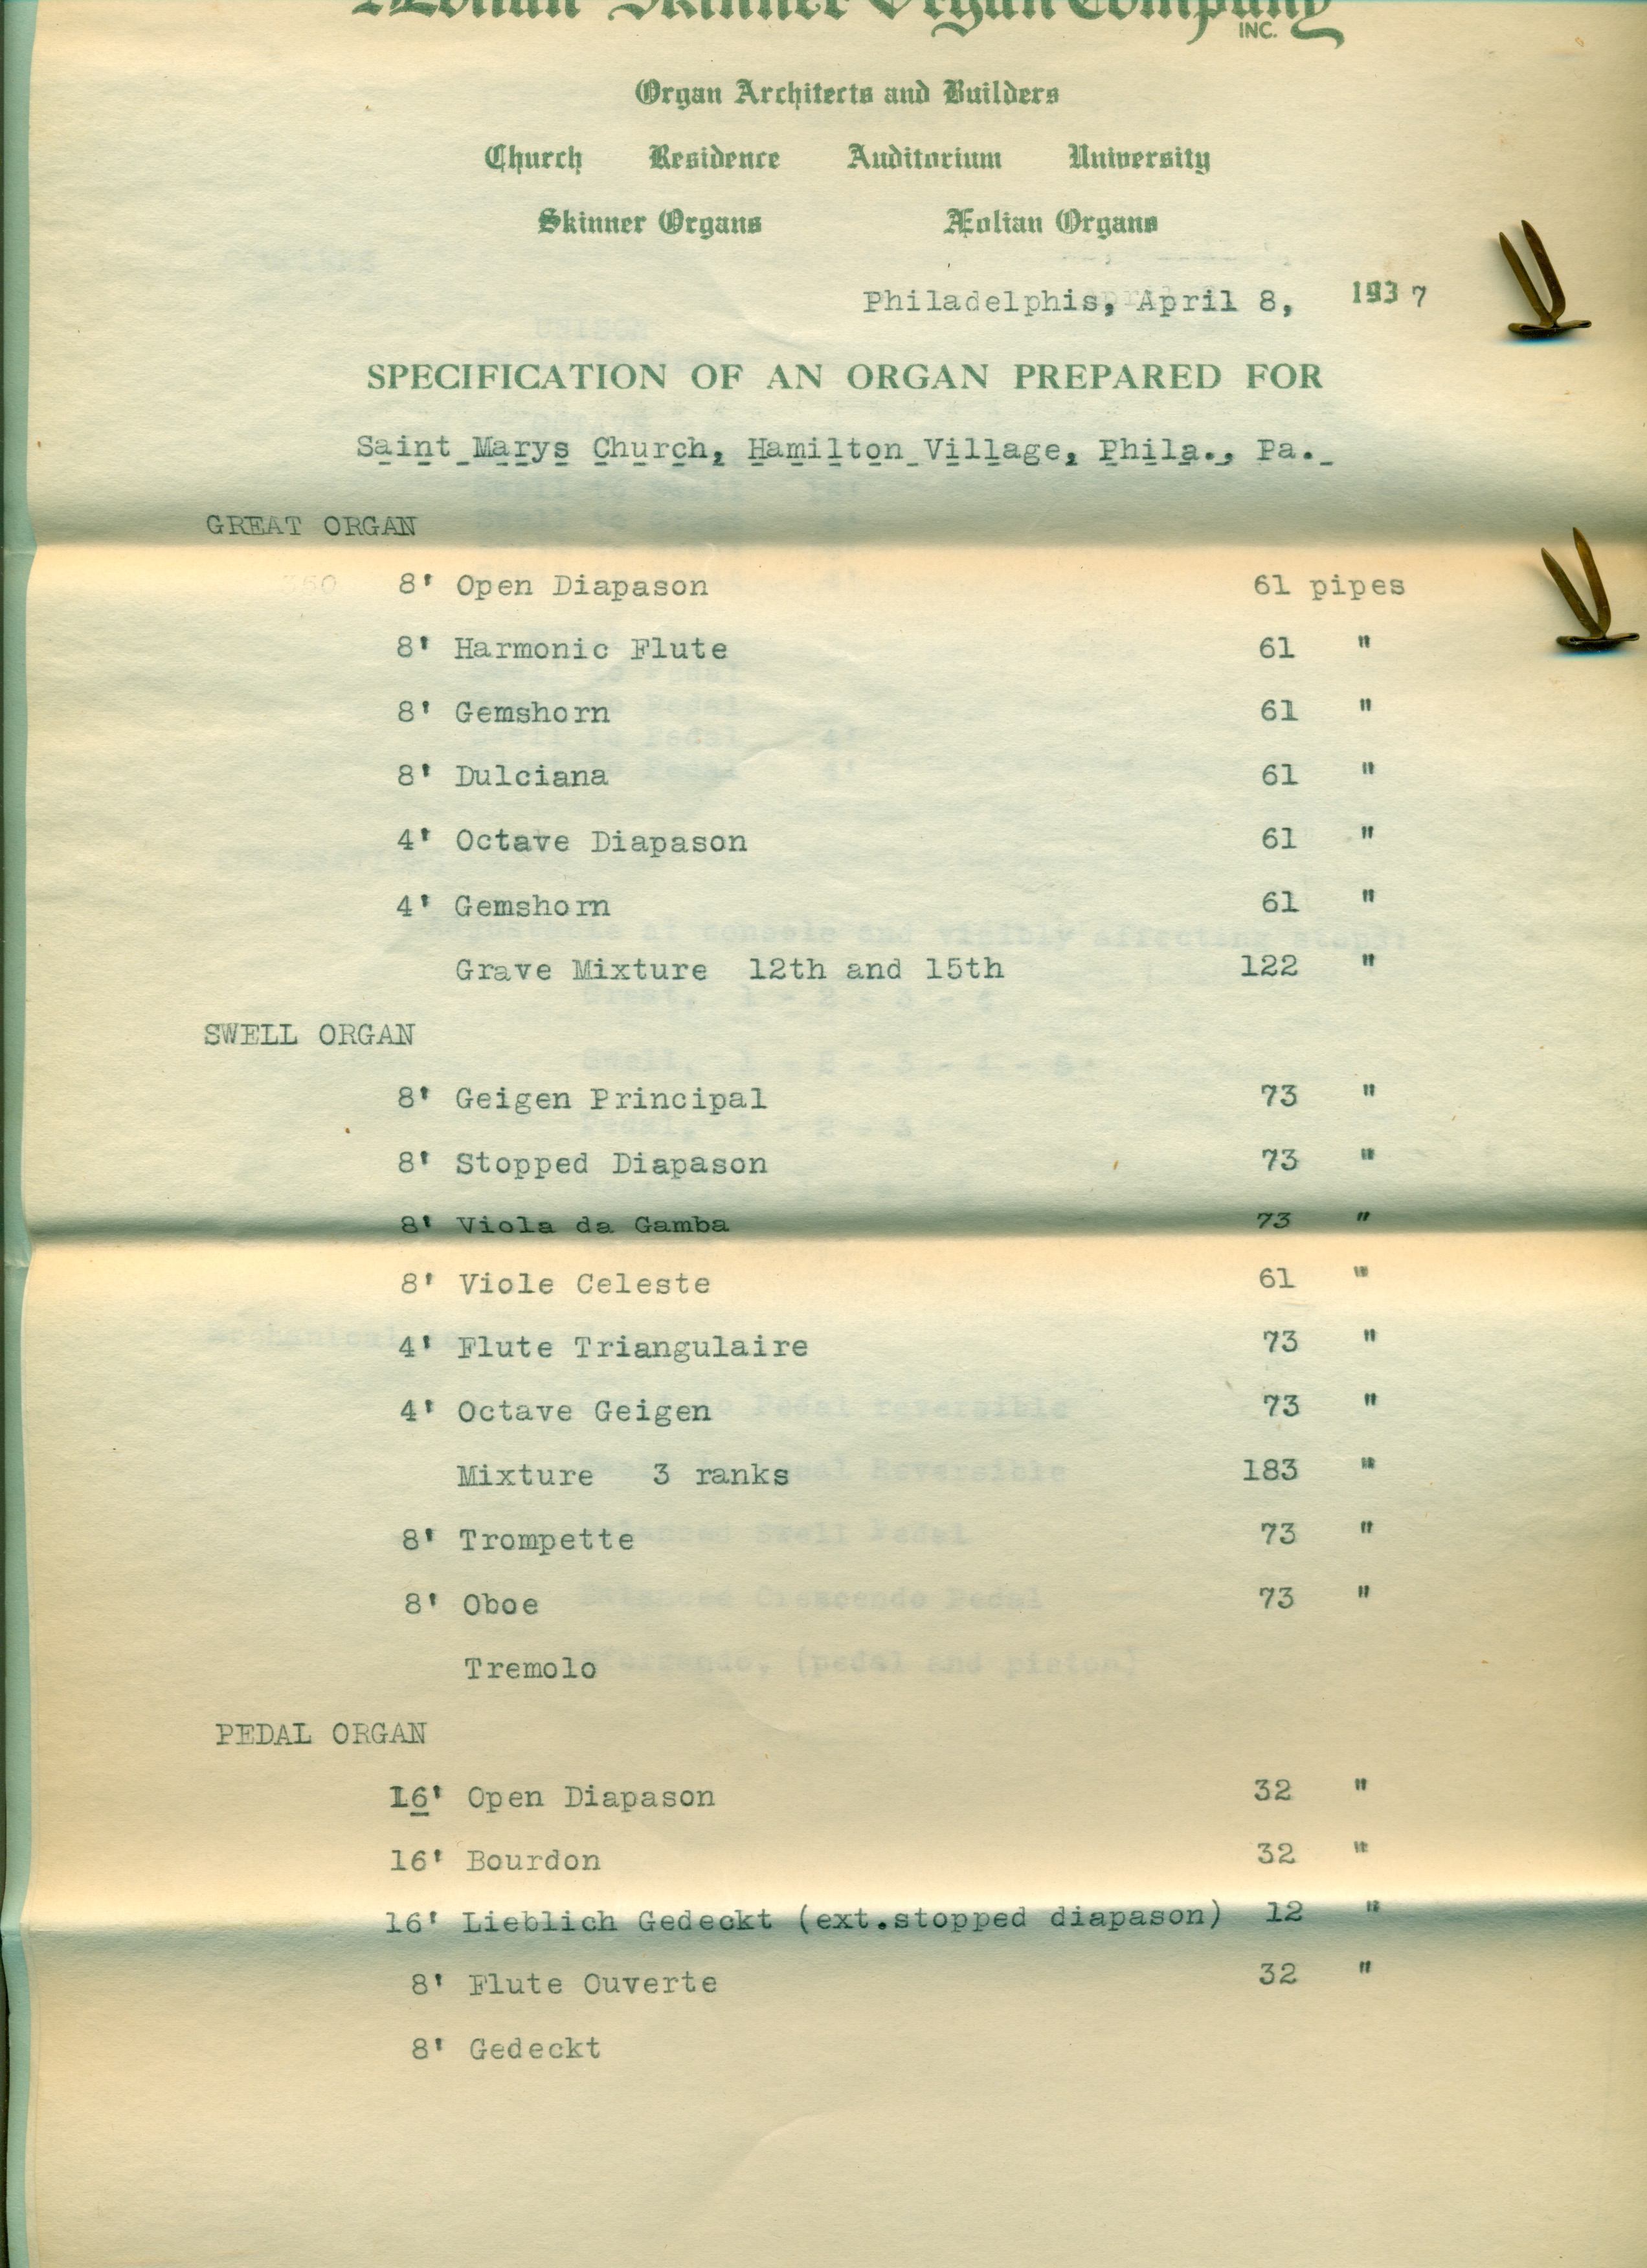 Æolian-Skinner Organ Company
INC.
Organ Architects and Builders
Church Residence Auditorium University
Skinner Organs Æolian Organs
Philadelphis, April 8, 1937
SPECIFICATION OF AN ORGAN PREPARED FOR
Saint Marys Church, Hamilton Village, Phila., Pa.
GREAT ORGAN
8' Open Diapason 61 pipes
8' Harmonic Flute 61 "
8' Gemshorn 61 "
8' Dulciana 61 "
4' Octave Diapason 61 "
4' Gemshorn 61 "
Grave Mixture 12th and 15th 122 "
SWELL ORGAN
8' Geigen Principal 73 "
8' Stopped Diapason 73 "
8' Viola da Gamba 73 "
8' Viole Celeste 61 "
4' Flute Triangulaire 73 "
4' Octave Geigen 73 "
Mixture 3 ranks 183 "
8' Trompette 73 "
8' Oboe 73 "
Tremolo
PEDAL ORGAN
16' Open Diapason 32 "
16' Bourdon 32 "
16' Lieblich Gedeckt (ext.stopped diapason) 12 "
8' Flute Ouverte 32 "
8' Gedeckt